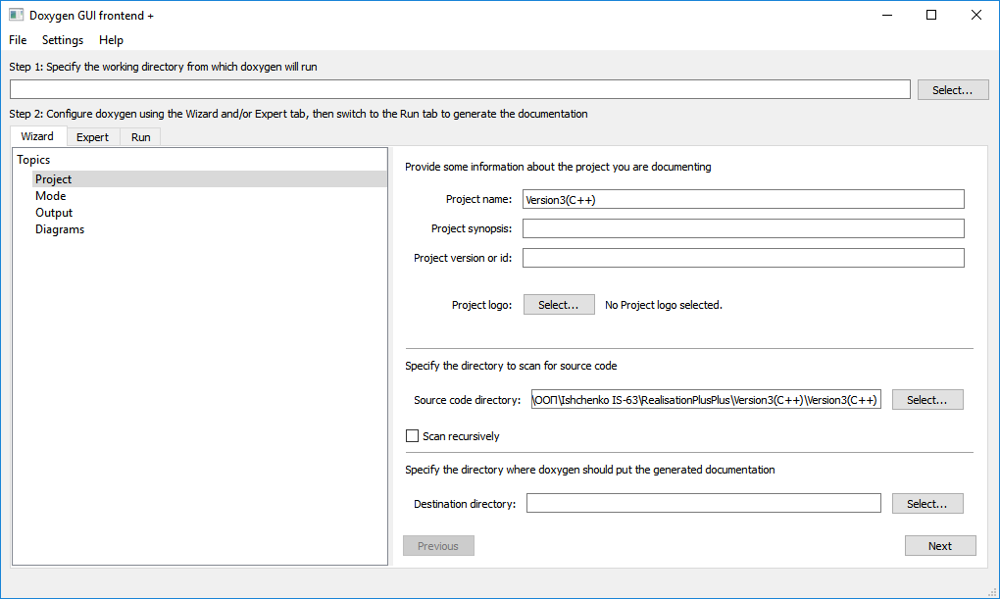 Doxygen GUI frontend +
File Settings Help
Step 1: Specify the working directory from which doxygen will run
Select...
Step 2: Configure doxygen using the Wizard and/or Expert tab, then switch to the Run tab to generate the documentation
Wizard Expert Run
Topics
Project
Mode
Output
Diagrams
Provide some information about the project you are documenting
Project name: Version3(C++)
Project synopsis:
Project version or id:
Project logo: Select... No Project logo selected.
Specify the directory to scan for source code
Source code directory: \ООП\Ishchenko IS-63\RealisationPlusPlus\Version3(C++)\Version3(C++) Select...
Scan recursively
Specify the directory where doxygen should put the generated documentation
Destination directory: Select...
Previous Next